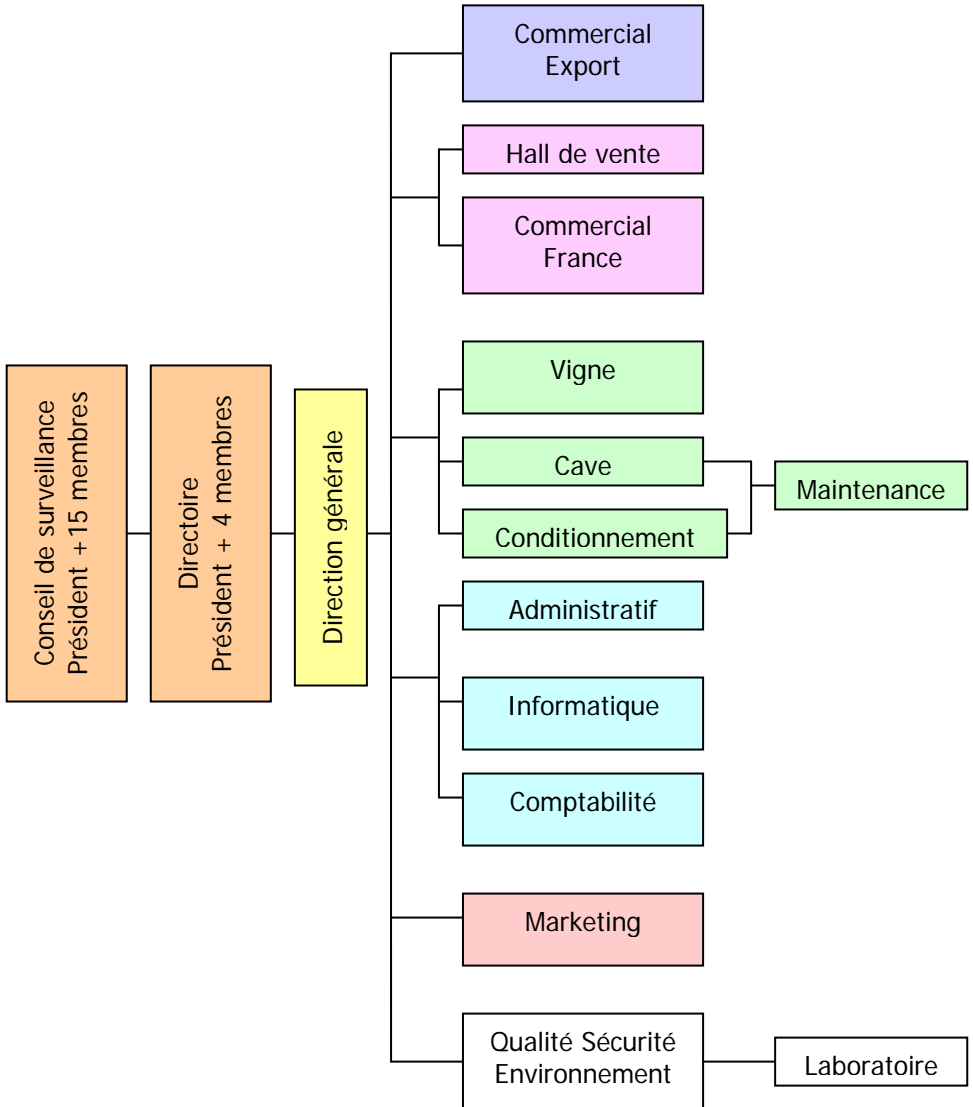 Conseil de surveillance
Président + 15 membres
Directoire
Président + 4 membres
Direction générale
Commercial
Export
Hall de vente
Commercial
France
Vigne
Cave
Conditionnement
Maintenance
Administratif
Informatique
Comptabilité
Marketing
Qualité Sécurité
Environnement
Laboratoire